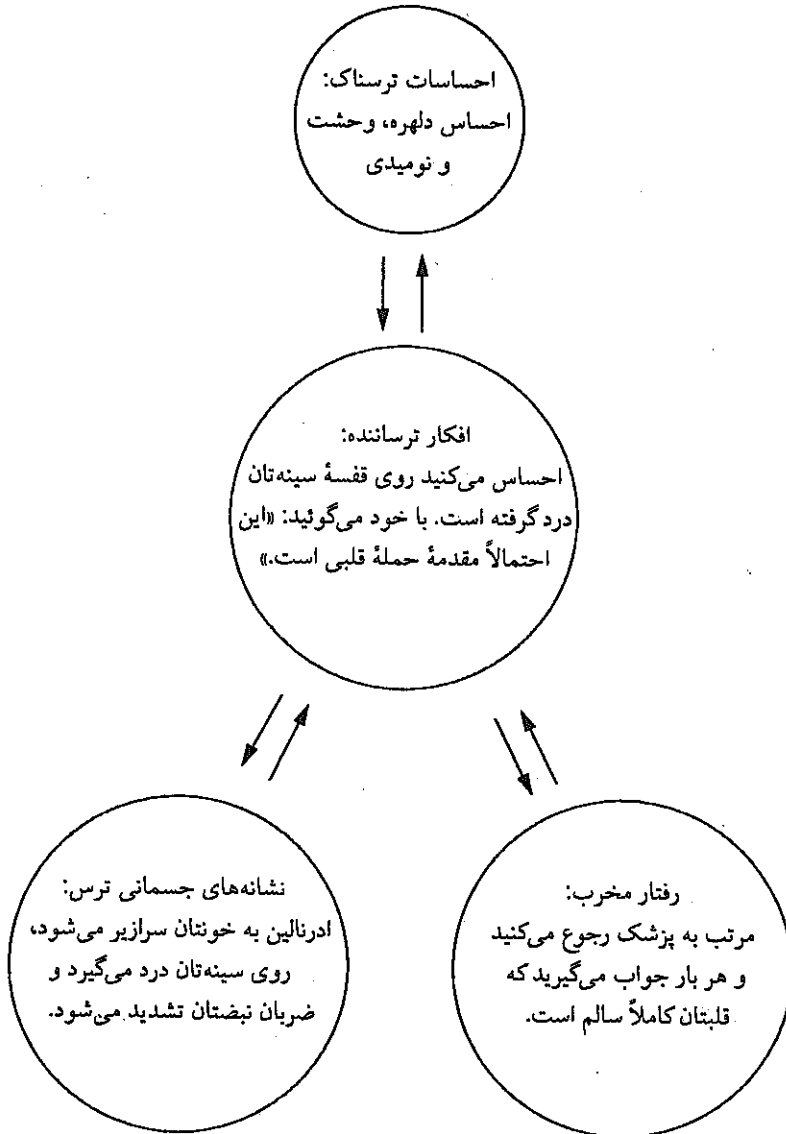 احساسات ترسناک:
احساس دلهره، وحشت
و نومیدی
افکار ترساننده:
احساس می‌کنید روی قفسهٔ سینه‌تان
درد گرفته است. با خود می‌گوئید: «این
احتمالاً مقدمهٔ حملهٔ قلبی است.»
نشانه‌های جسمانی ترس:
ادرنالین به خونتان سرازیر می‌شود،
روی سینه‌تان درد می‌گیرد و
ضربان نبضتان تشدید می‌شود.
رفتار مخرب:
مرتب به پزشک رجوع می‌کنید
و هر بار جواب می‌گیرید که
قلبتان کاملاً سالم است.